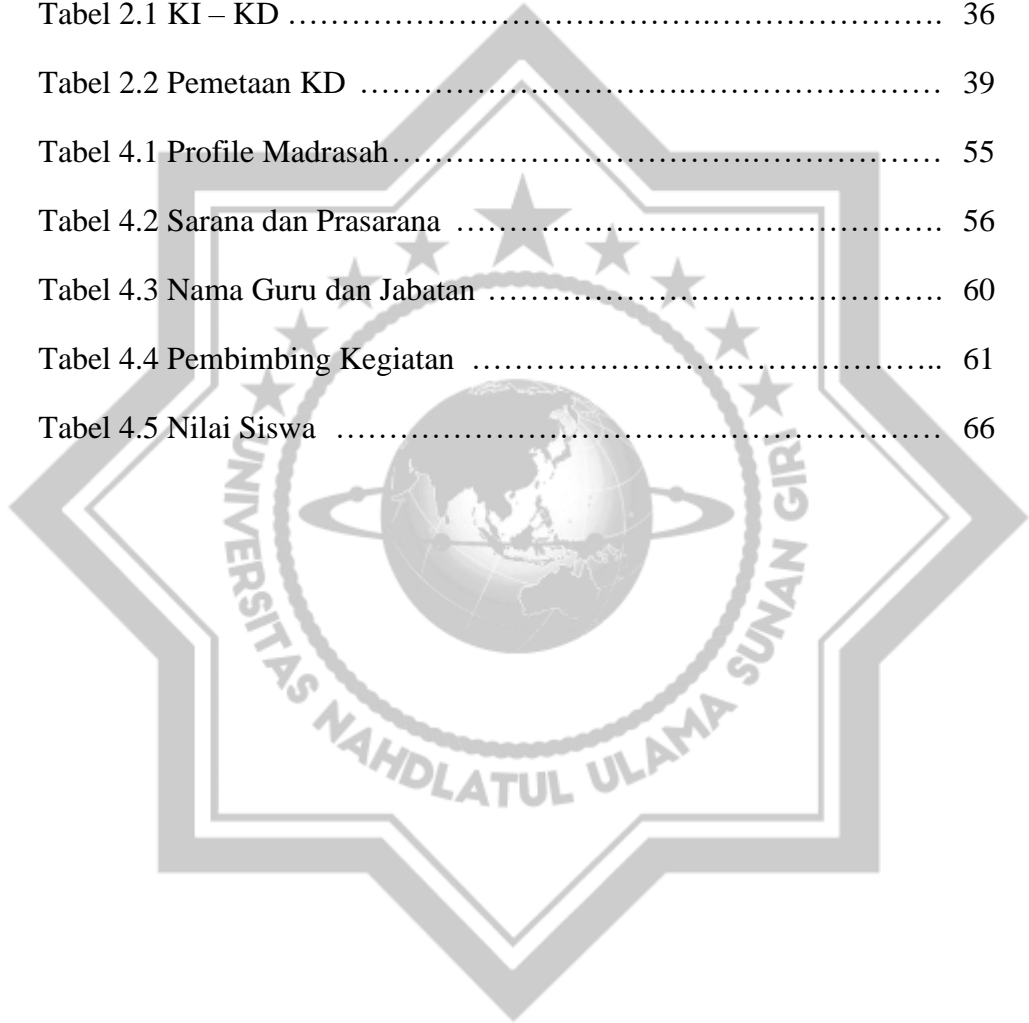 Tabel 2.1 KI – KD ………………………………….………………. 36
Tabel 2.2 Pemetaan KD ………………………….…………………… 39
Tabel 4.1 Profile Madrasah…………………………….……………… 55
Tabel 4.2 Sarana dan Prasarana ………………………………………. 56
Tabel 4.3 Nama Guru dan Jabatan ……………………………………. 60
Tabel 4.4 Pembimbing Kegiatan …………………….……………….. 61
Tabel 4.5 Nilai Siswa ………………………………………………… 66
UNIVERSITAS NAHDLATUL ULAMA SUNAN GIRI